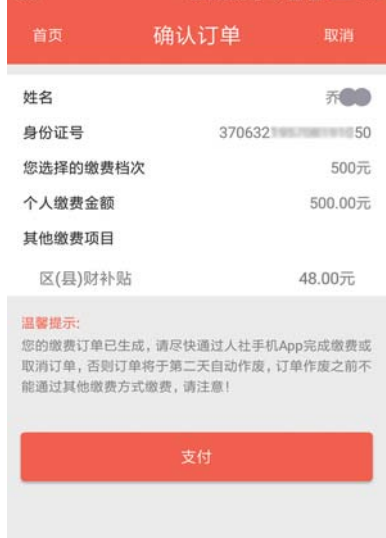 首页 确认订单 取消
姓名 乔
身份证号 370632 50
您选择的缴费档次 500元
个人缴费金额 500.00元
其他缴费项目
区(县)财补贴 48.00元
温馨提示:
您的缴费订单已生成，请尽快通过人社手机App完成缴费或
取消订单，否则订单将于第二天自动作废，订单作废之前不
能通过其他缴费方式缴费，请注意！
支付